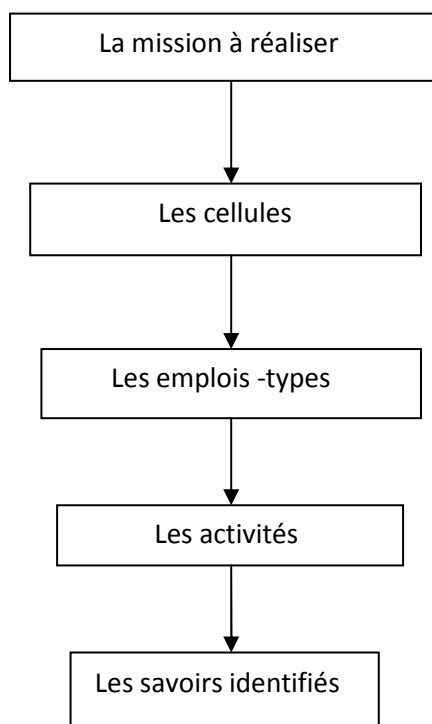 La mission à réaliser
Les cellules
Les emplois -types
Les activités
Les savoirs identifiés